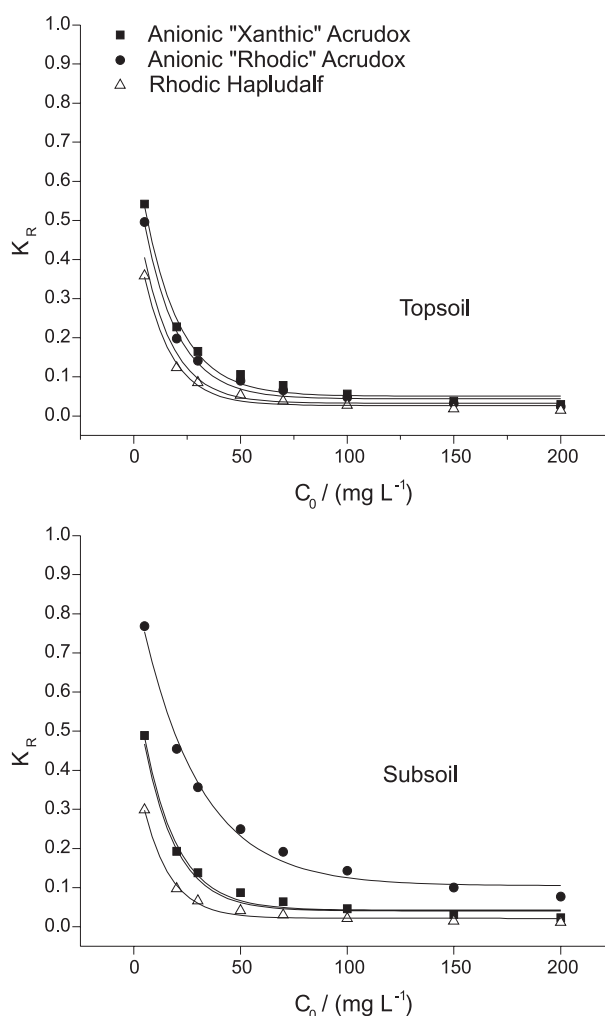 1.0
0.9
0.8
0.7
0.6
0.5
0.4
0.3
0.2
0.1
0.0
K_R
Anionic "Xanthic" Acrudox
Anionic "Rhodic" Acrudox
Rhodic Hapludalf
Topsoil
0 50 100 150 200
C₀ / (mg L⁻¹)
1.0
0.9
0.8
0.7
0.6
0.5
0.4
0.3
0.2
0.1
0.0
K_R
Subsoil
0 50 100 150 200
C₀ / (mg L⁻¹)